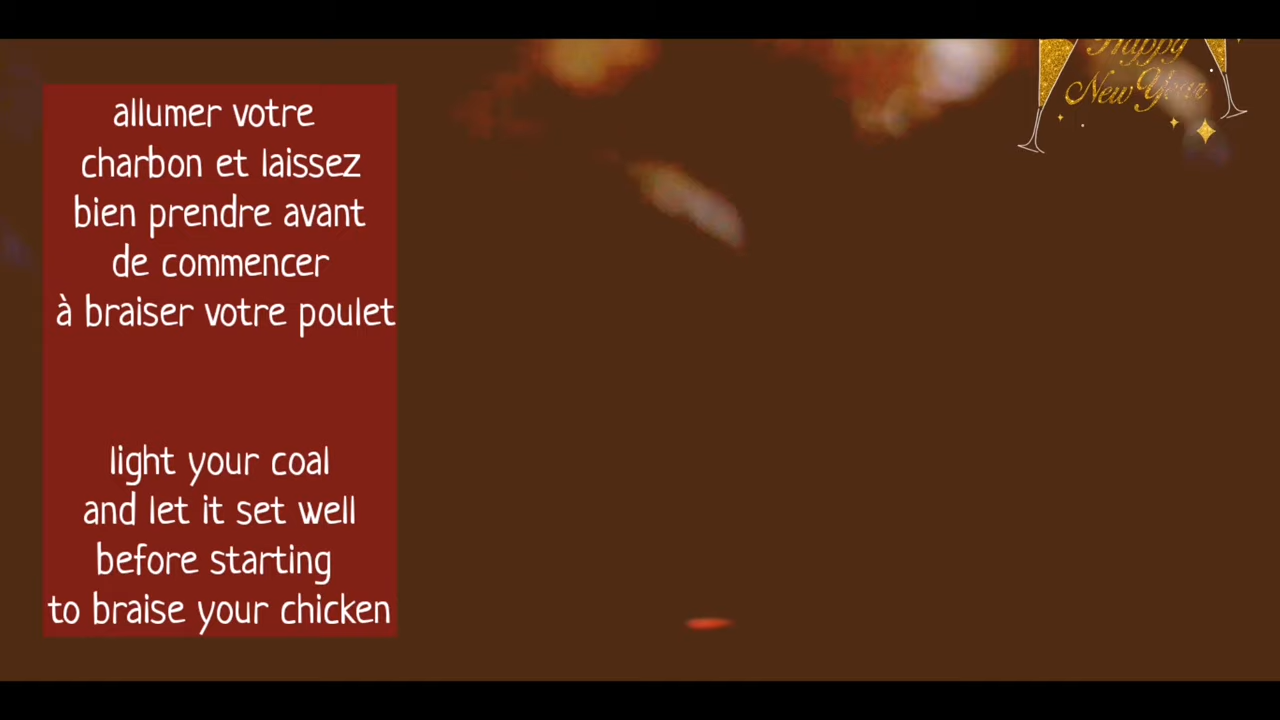 allumer votre
charbon et laissez
bien prendre avant
de commencer
à braiser votre poulet
light your coal
and let it set well
before starting
to braise your chicken
Happy
New Year